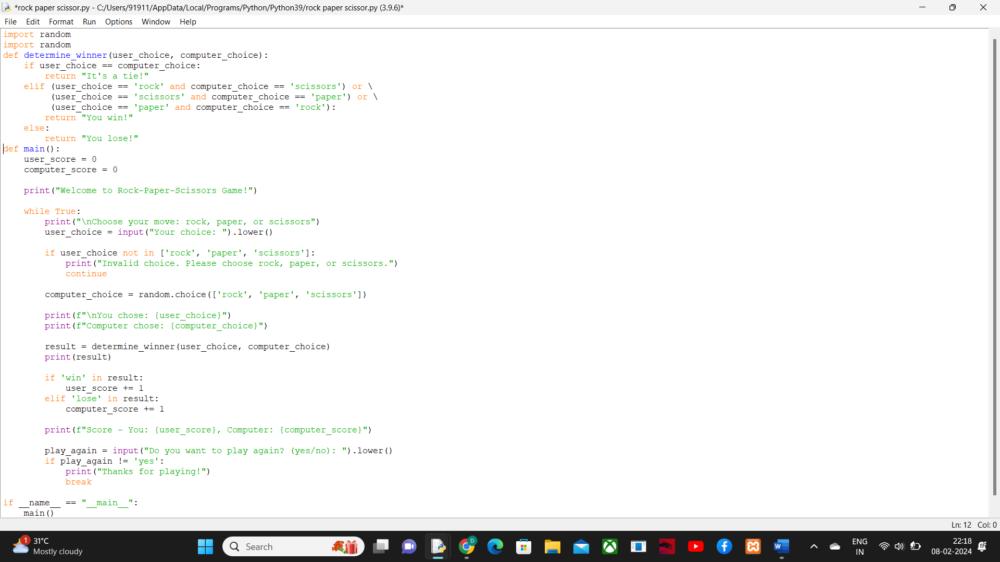 *rock paper scissor.py - C:/Users/91911/AppData/Local/Programs/Python/Python39/rock paper scissor.py (3.9.6)*
File Edit Format Run Options Window Help
import random
import random
def determine_winner(user_choice, computer_choice):
    if user_choice == computer_choice:
        return "It's a tie!"
    elif (user_choice == 'rock' and computer_choice == 'scissors') or \
         (user_choice == 'scissors' and computer_choice == 'paper') or \
         (user_choice == 'paper' and computer_choice == 'rock'):
        return "You win!"
    else:
        return "You lose!"
def main():
    user_score = 0
    computer_score = 0

    print("Welcome to Rock-Paper-Scissors Game!")

    while True:
        print("\nChoose your move: rock, paper, or scissors")
        user_choice = input("Your choice: ").lower()

        if user_choice not in ['rock', 'paper', 'scissors']:
            print("Invalid choice. Please choose rock, paper, or scissors.")
            continue

        computer_choice = random.choice(['rock', 'paper', 'scissors'])

        print(f"\nYou chose: {user_choice}")
        print(f"Computer chose: {computer_choice}")

        result = determine_winner(user_choice, computer_choice)
        print(result)

        if 'win' in result:
            user_score += 1
        elif 'lose' in result:
            computer_score += 1

        print(f"Score - You: {user_score}, Computer: {computer_score}")

        play_again = input("Do you want to play again? (yes/no): ").lower()
        if play_again != 'yes':
            print("Thanks for playing!")
            break

if __name__ == "__main__":
    main()
Ln: 12 Col: 0
1
31°C
Mostly cloudy
Search
D
W
ENG
IN
22:18
08-02-2024